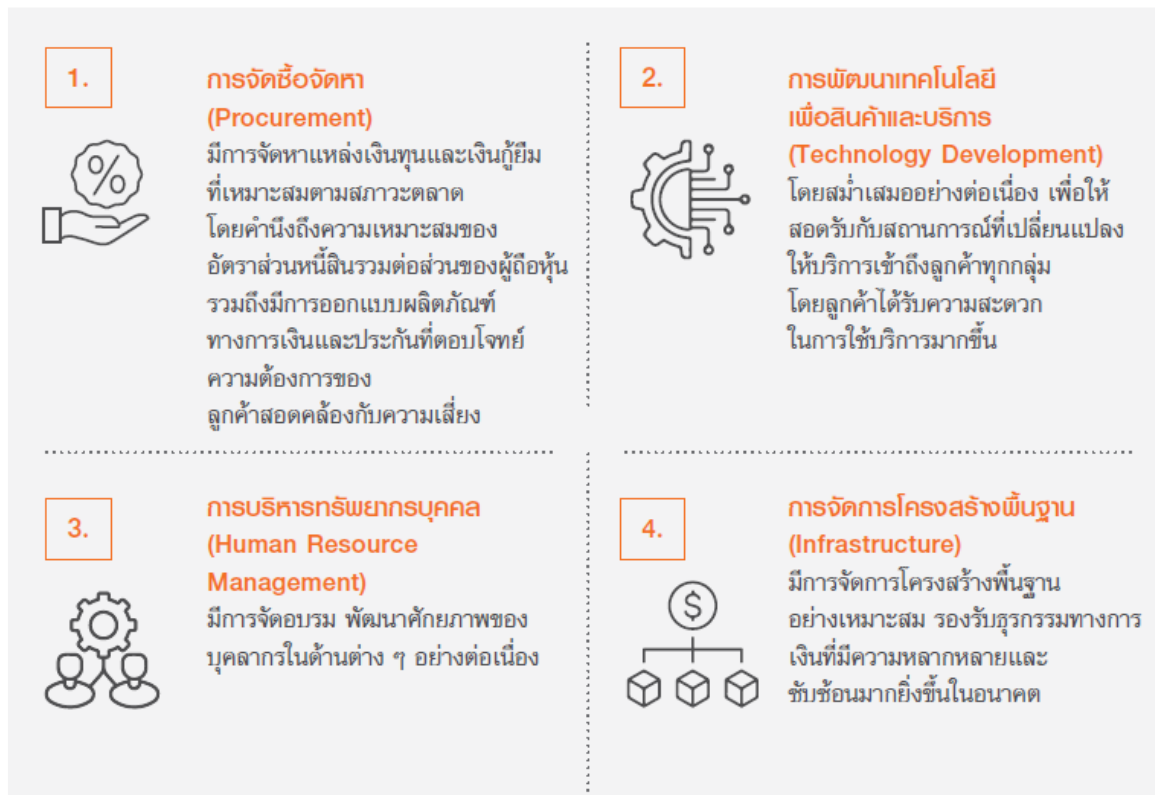 1.
การจัดซื้อจัดหา
(Procurement)
มีการจัดหาแหล่งเงินทุนและเงินกู้ยืม
ที่เหมาะสมตามสภาวะตลาด
โดยคำนึงถึงความเหมาะสมของ
อัตราส่วนหนี้สินรวมต่อส่วนของผู้ถือหุ้น
รวมถึงมีการออกแบบผลิตภัณฑ์
ทางการเงินและประกันที่ตอบโจทย์
ความต้องการของ
ลูกค้าสอดคล้องกับความเสี่ยง
2.
การพัฒนาเทคโนโลยี
เพื่อสินค้าและบริการ
(Technology Development)
โดยสม่ำเสมออย่างต่อเนื่อง เพื่อให้
สอดรับกับสถานการณ์ที่เปลี่ยนแปลง
ให้บริการเข้าถึงลูกค้าทุกกลุ่ม
โดยลูกค้าได้รับความสะดวก
ในการใช้บริการมากขึ้น
3.
การบริหารทรัพยากรบุคคล
(Human Resource
Management)
มีการจัดอบรม พัฒนาศักยภาพของ
บุคลากรในด้านต่าง ๆ อย่างต่อเนื่อง
4.
การจัดการโครงสร้างพื้นฐาน
(Infrastructure)
มีการจัดการโครงสร้างพื้นฐาน
อย่างเหมาะสม รองรับธุรกรรมทางการ
เงินที่มีความหลากหลายและ
ซับซ้อนมากยิ่งขึ้นในอนาคต